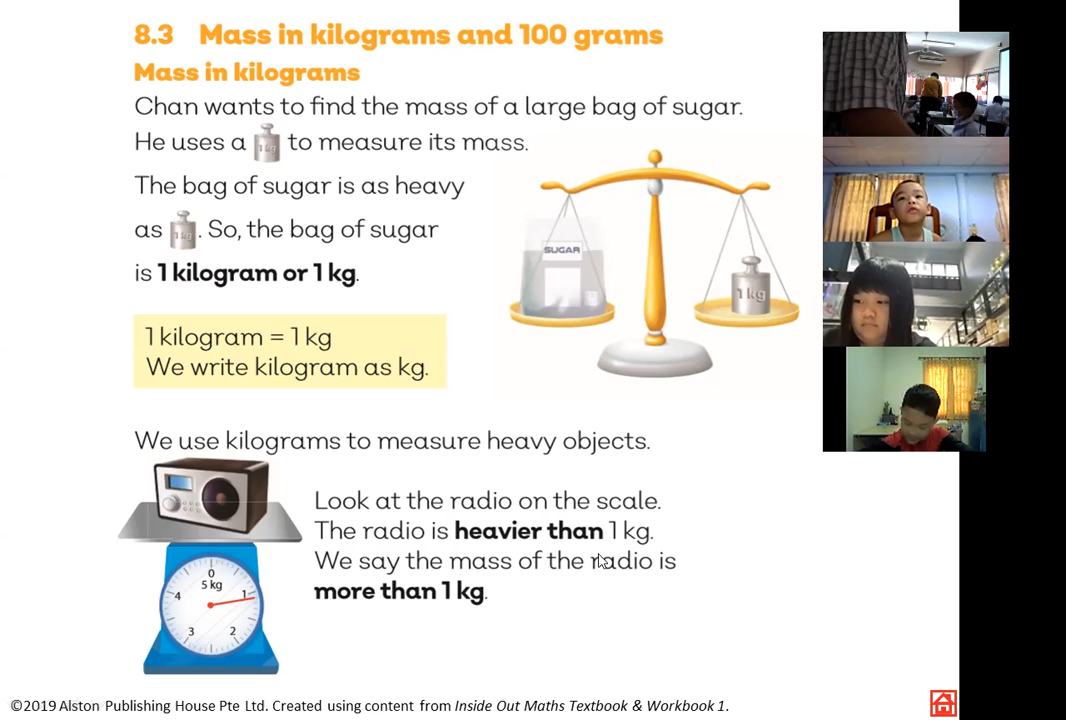 8.3 Mass in kilograms and 100 grams
Mass in kilograms
Chan wants to find the mass of a large bag of sugar.
He uses a 1 kg to measure its mass.
The bag of sugar is as heavy
as 1 kg. So, the bag of sugar
is 1 kilogram or 1 kg.
SUGAR
1 kg
1 kilogram = 1 kg
We write kilogram as kg.
We use kilograms to measure heavy objects.
Look at the radio on the scale.
The radio is heavier than 1 kg.
We say the mass of the radio is
more than 1 kg.
0
5 kg
4 1
3 2
©2019 Alston Publishing House Pte Ltd. Created using content from Inside Out Maths Textbook & Workbook 1.